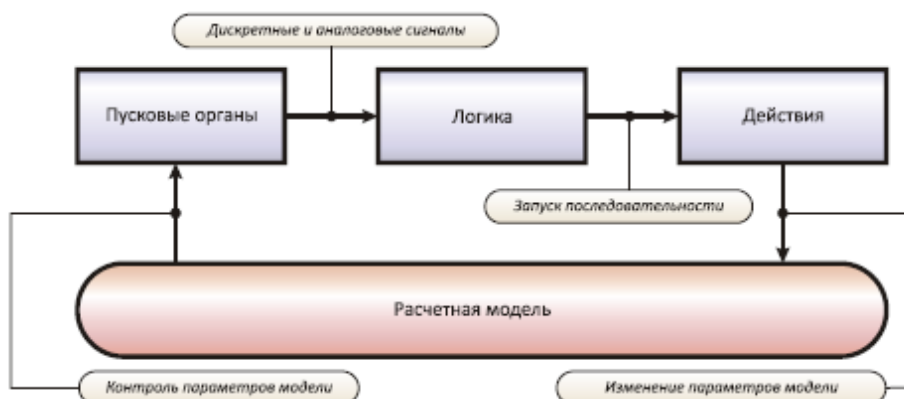 Дискретные и аналоговые сигналы
Пусковые органы
Логика
Действия
Запуск последовательности
Расчетная модель
Контроль параметров модели
Изменение параметров модели